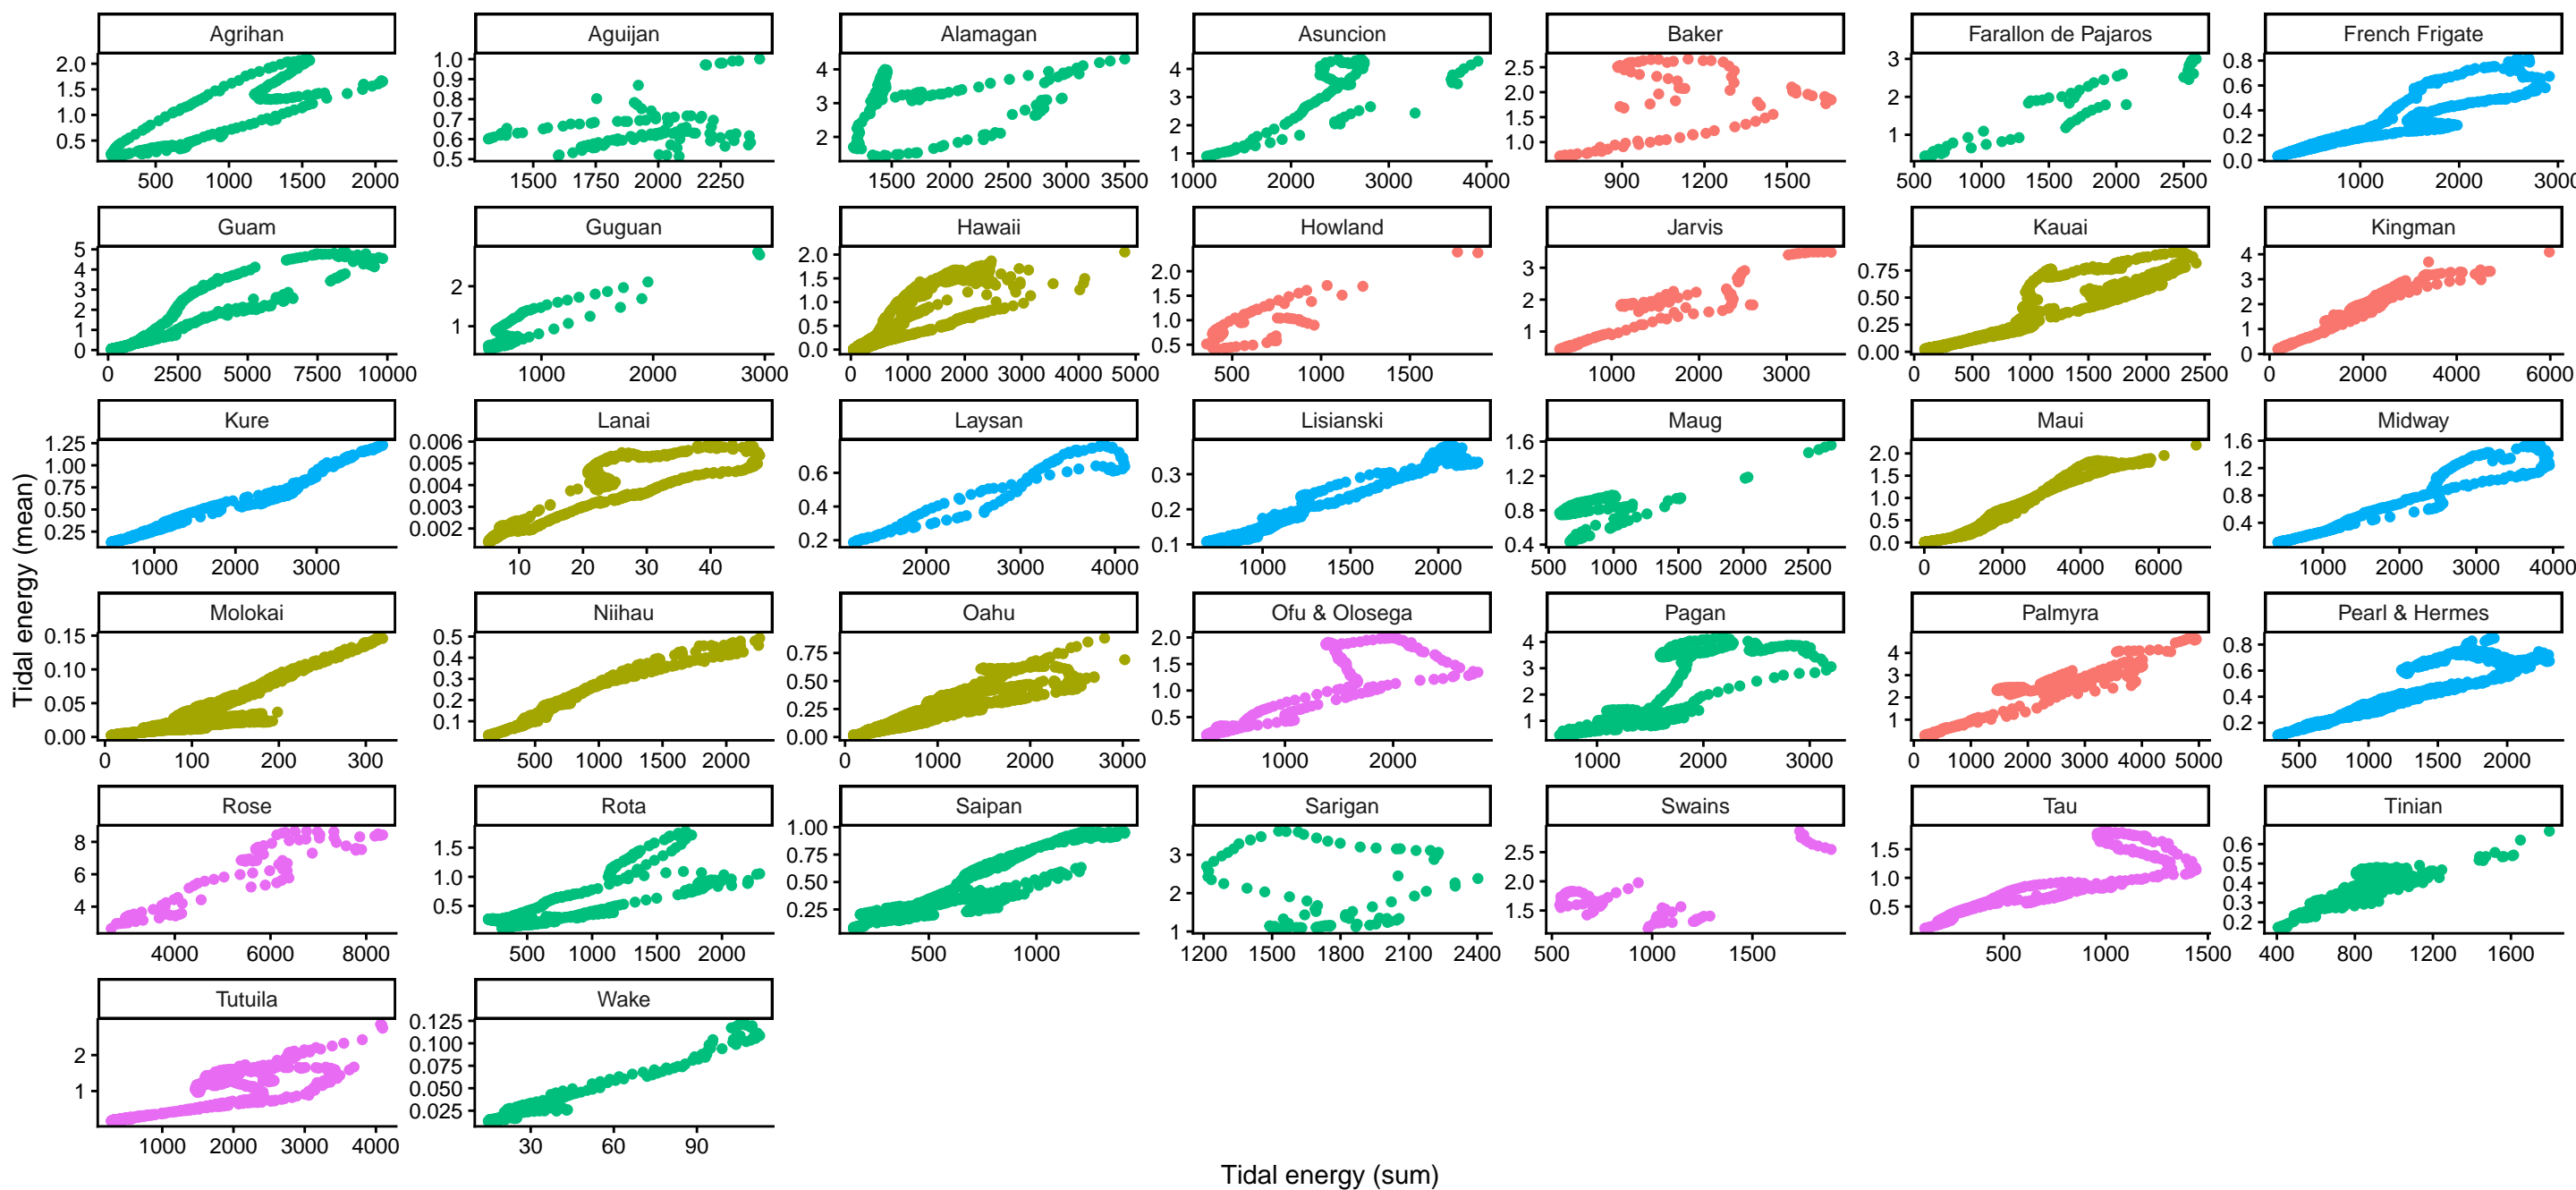 Agrihan Aguijan Alamagan Asuncion Baker Farallon de Pajaros French Frigate
2.0 1.5 1.0 0.5
500 1000 1500 2000
1.0 0.9 0.8 0.7 0.6 0.5
1500 1750 2000 2250
4 3 2
1500 2000 2500 3000 3500
4 3 2 1
1000 2000 3000 4000
2.5 2.0 1.5 1.0
900 1200 1500
3 2 1
500 1000 1500 2000 2500
0.8 0.6 0.4 0.2 0.0
1000 2000 3000
Guam Guguan Hawaii Howland Jarvis Kauai Kingman
5 4 3 2 1 0
0 2500 5000 7500 10000
2 1
1000 2000 3000
2.0 1.5 1.0 0.5 0.0
0 1000 2000 3000 4000 5000
2.0 1.5 1.0 0.5
500 1000 1500
3 2 1
1000 2000 3000
0.75 0.50 0.25 0.00
0 500 1000 1500 2000 2500
4 3 2 1 0
0 2000 4000 6000
Kure Lanai Laysan Lisianski Maug Maui Midway
1.25 1.00 0.75 0.50 0.25
1000 2000 3000
0.006 0.005 0.004 0.003 0.002
10 20 30 40
0.6 0.4 0.2
2000 3000 4000
0.3 0.2 0.1
1000 1500 2000
1.6 1.2 0.8 0.4
500 1000 1500 2000 2500
2.0 1.5 1.0 0.5 0.0
0 2000 4000 6000
1.6 1.2 0.8 0.4
1000 2000 3000 4000
Tidal energy (mean)
Molokai Niihau Oahu Ofu & Olosega Pagan Palmyra Pearl & Hermes
0.15 0.10 0.05 0.00
0 100 200 300
0.5 0.4 0.3 0.2 0.1
500 1000 1500 2000
0.75 0.50 0.25 0.00
0 1000 2000 3000
2.0 1.5 1.0 0.5
1000 2000
4 3 2 1
1000 2000 3000
4 3 2 1
0 1000 2000 3000 4000 5000
0.8 0.6 0.4 0.2
500 1000 1500 2000
Rose Rota Saipan Sarigan Swains Tau Tinian
8 6 4
4000 6000 8000
1.5 1.0 0.5
500 1000 1500 2000
1.00 0.75 0.50 0.25
500 1000
3 2 1
1200 1500 1800 2100 2400
2.5 2.0 1.5
500 1000 1500
1.5 1.0 0.5
500 1000 1500
0.6 0.5 0.4 0.3 0.2
400 800 1200 1600
Tutuila Wake
2 1
1000 2000 3000 4000
0.125 0.100 0.075 0.050 0.025
30 60 90
Tidal energy (sum)